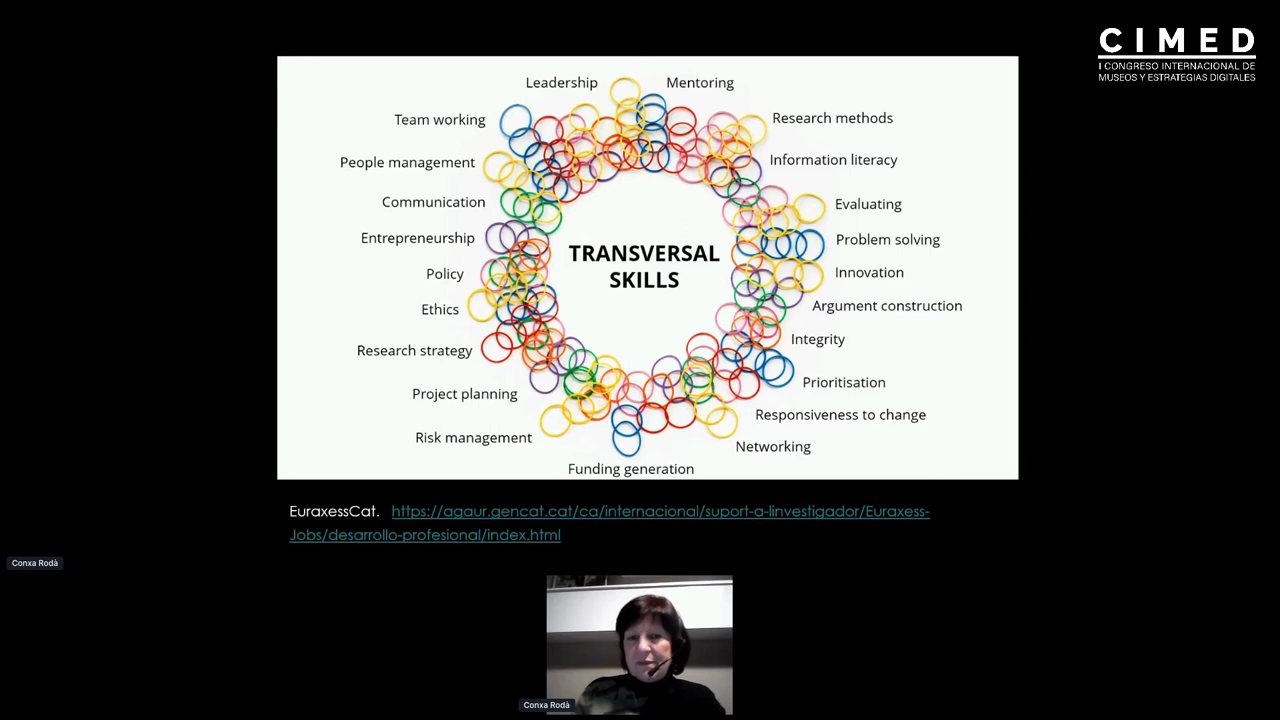 CIMED
I CONGRESO INTERNACIONAL DE
MUSEOS Y ESTRATEGIAS DIGITALES
Leadership
Mentoring
Team working
Research methods
People management
Information literacy
Communication
Evaluating
Entrepreneurship
Problem solving
TRANSVERSAL
SKILLS
Policy
Innovation
Ethics
Argument construction
Integrity
Research strategy
Prioritisation
Project planning
Responsiveness to change
Risk management
Networking
Funding generation
EuraxessCat. https://agaur.gencat.cat/ca/internacional/suport-a-linvestigador/Euraxess-
Jobs/desarrollo-profesional/index.html
Conxa Rodà
Conxa Rodà